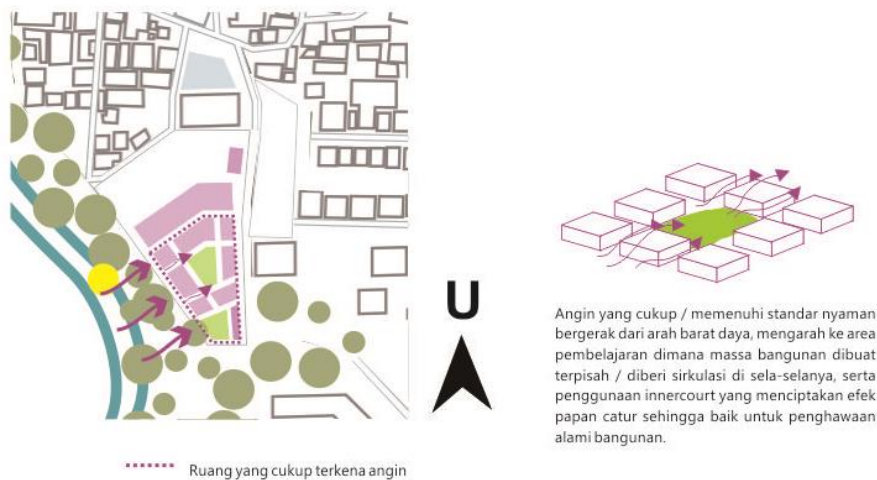 U
Angin yang cukup / memenuhi standar nyaman
bergerak dari arah barat daya, mengarah ke area
pembelajaran dimana massa bangunan dibuat
terpisah / diberi sirkulasi di sela-selanya, serta
penggunaan innercourt yang menciptakan efek
papan catur sehingga baik untuk penghawaan
alami bangunan.
Ruang yang cukup terkena angin